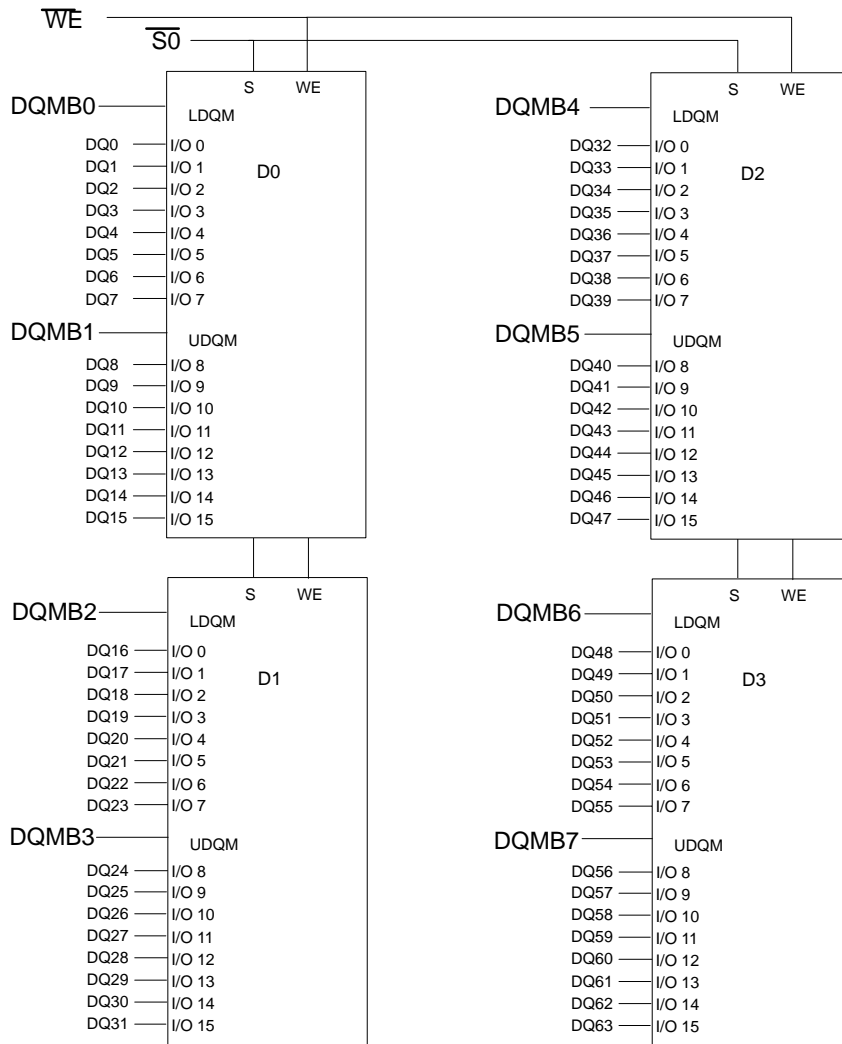 WE
S0
S WE
DQMB0
LDQM
D0
DQ0 I/O 0
DQ1 I/O 1
DQ2 I/O 2
DQ3 I/O 3
DQ4 I/O 4
DQ5 I/O 5
DQ6 I/O 6
DQ7 I/O 7
DQMB1
UDQM
DQ8 I/O 8
DQ9 I/O 9
DQ10 I/O 10
DQ11 I/O 11
DQ12 I/O 12
DQ13 I/O 13
DQ14 I/O 14
DQ15 I/O 15
S WE
DQMB2
LDQM
D1
DQ16 I/O 0
DQ17 I/O 1
DQ18 I/O 2
DQ19 I/O 3
DQ20 I/O 4
DQ21 I/O 5
DQ22 I/O 6
DQ23 I/O 7
DQMB3
UDQM
DQ24 I/O 8
DQ25 I/O 9
DQ26 I/O 10
DQ27 I/O 11
DQ28 I/O 12
DQ29 I/O 13
DQ30 I/O 14
DQ31 I/O 15
S WE
DQMB4
LDQM
D2
DQ32 I/O 0
DQ33 I/O 1
DQ34 I/O 2
DQ35 I/O 3
DQ36 I/O 4
DQ37 I/O 5
DQ38 I/O 6
DQ39 I/O 7
DQMB5
UDQM
DQ40 I/O 8
DQ41 I/O 9
DQ42 I/O 10
DQ43 I/O 11
DQ44 I/O 12
DQ45 I/O 13
DQ46 I/O 14
DQ47 I/O 15
S WE
DQMB6
LDQM
D3
DQ48 I/O 0
DQ49 I/O 1
DQ50 I/O 2
DQ51 I/O 3
DQ52 I/O 4
DQ53 I/O 5
DQ54 I/O 6
DQ55 I/O 7
DQMB7
UDQM
DQ56 I/O 8
DQ57 I/O 9
DQ58 I/O 10
DQ59 I/O 11
DQ60 I/O 12
DQ61 I/O 13
DQ62 I/O 14
DQ63 I/O 15